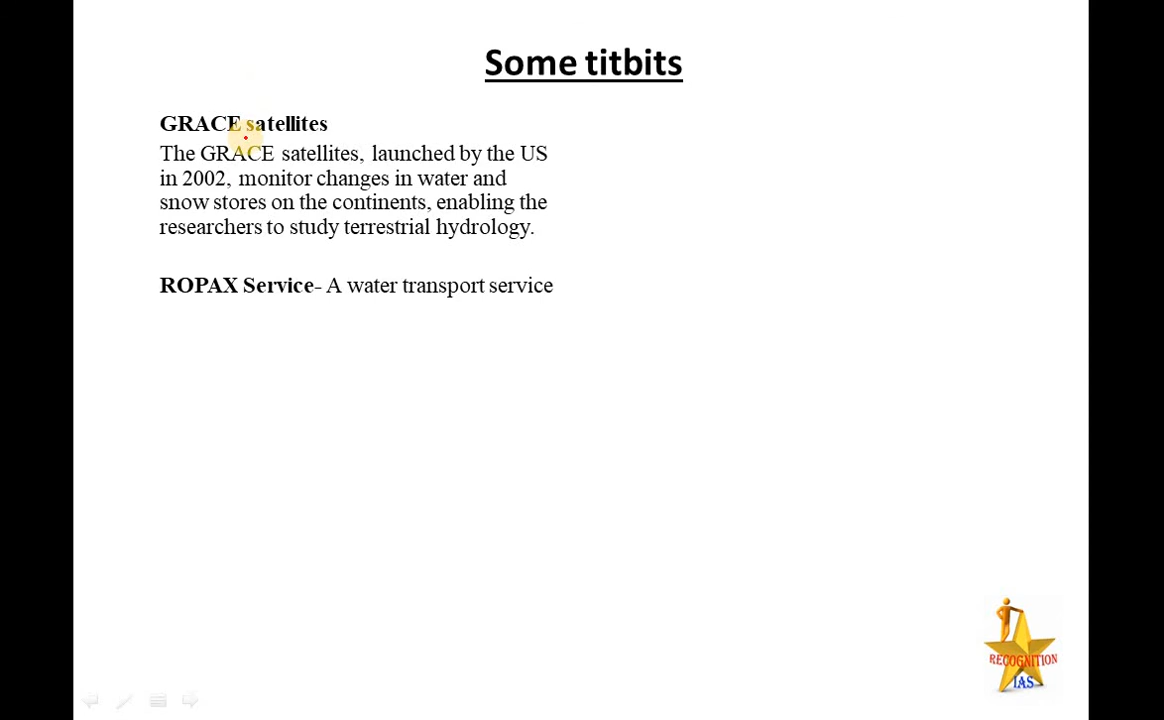 Some titbits
GRACE satellites
The GRACE satellites, launched by the US
in 2002, monitor changes in water and
snow stores on the continents, enabling the
researchers to study terrestrial hydrology.
ROPAX Service- A water transport service
RECOGNITION
IAS